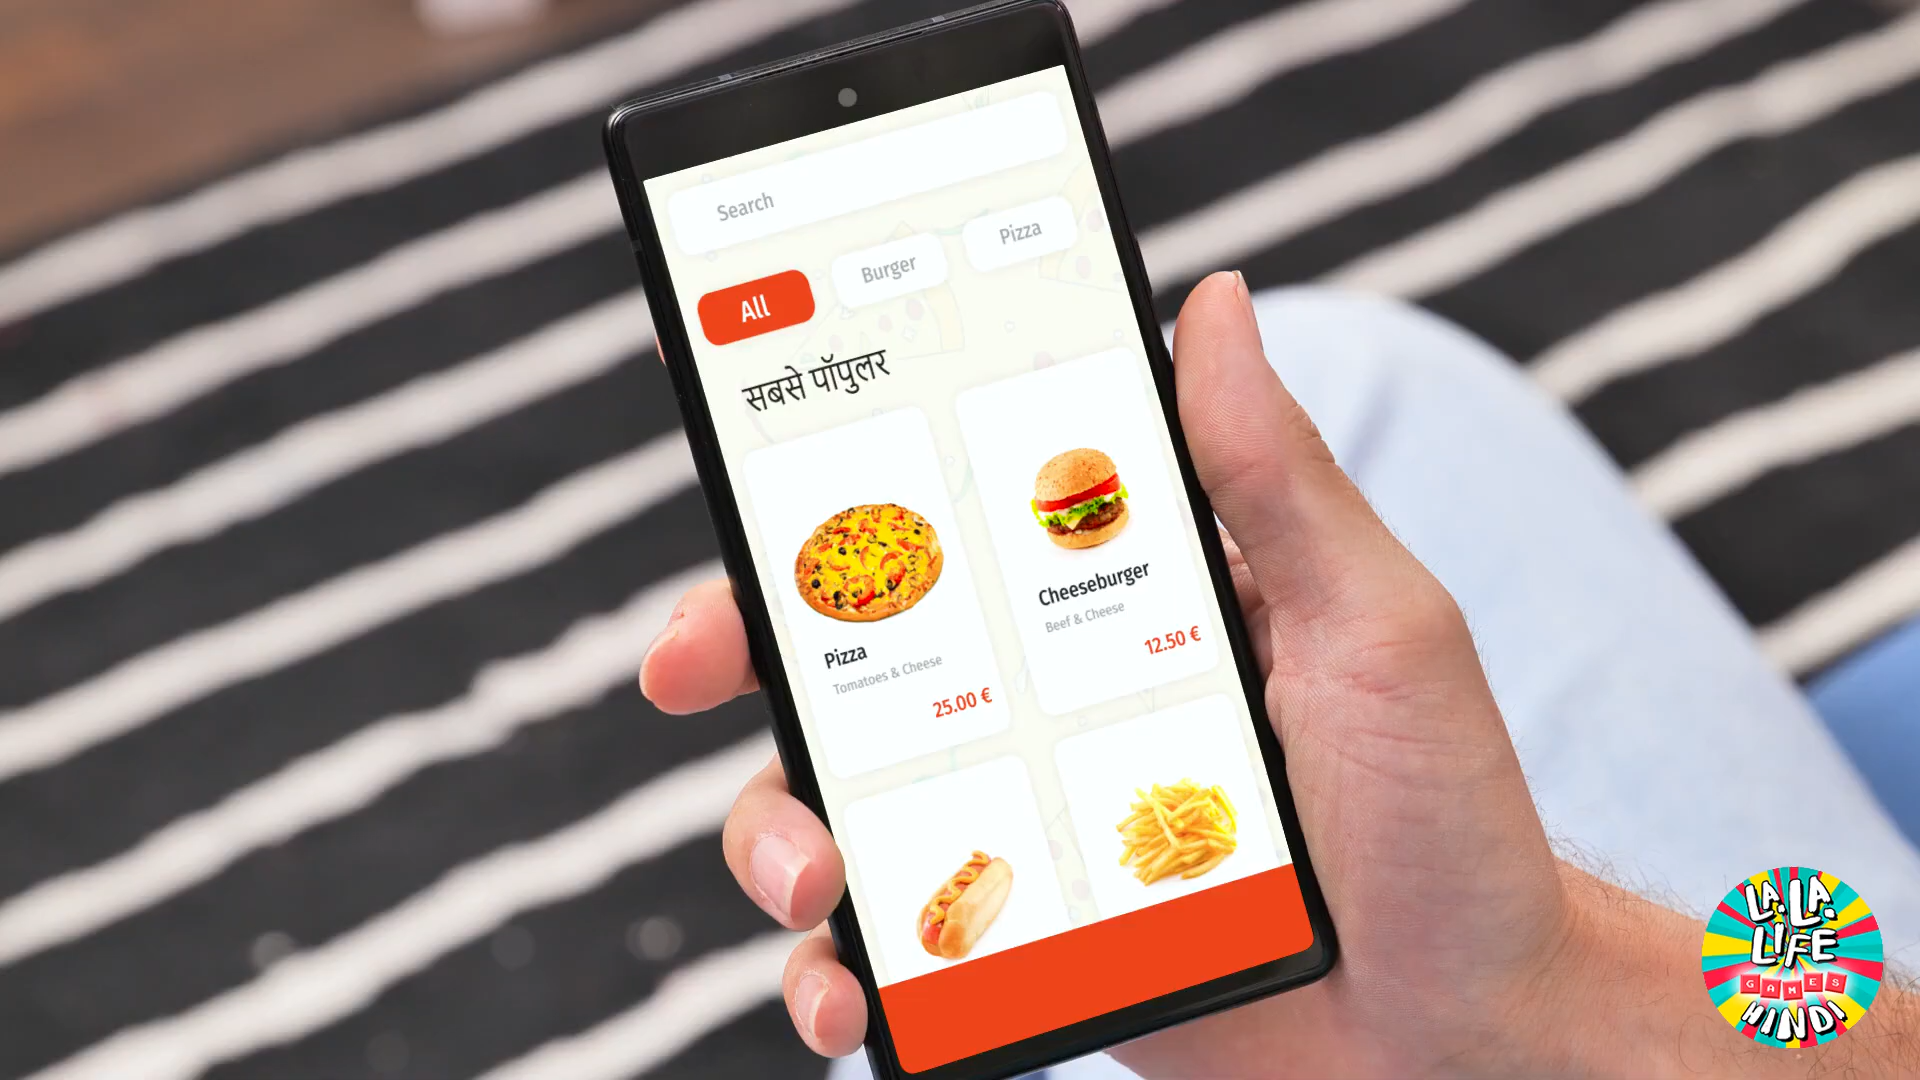 Search
All
Burger
Pizza
सबसे पॉपुलर
Pizza
Tomatoes & Cheese
25.00 €
Cheeseburger
Beef & Cheese
12.50 €
LA.LA.
LIFE
GAMES
HINDI